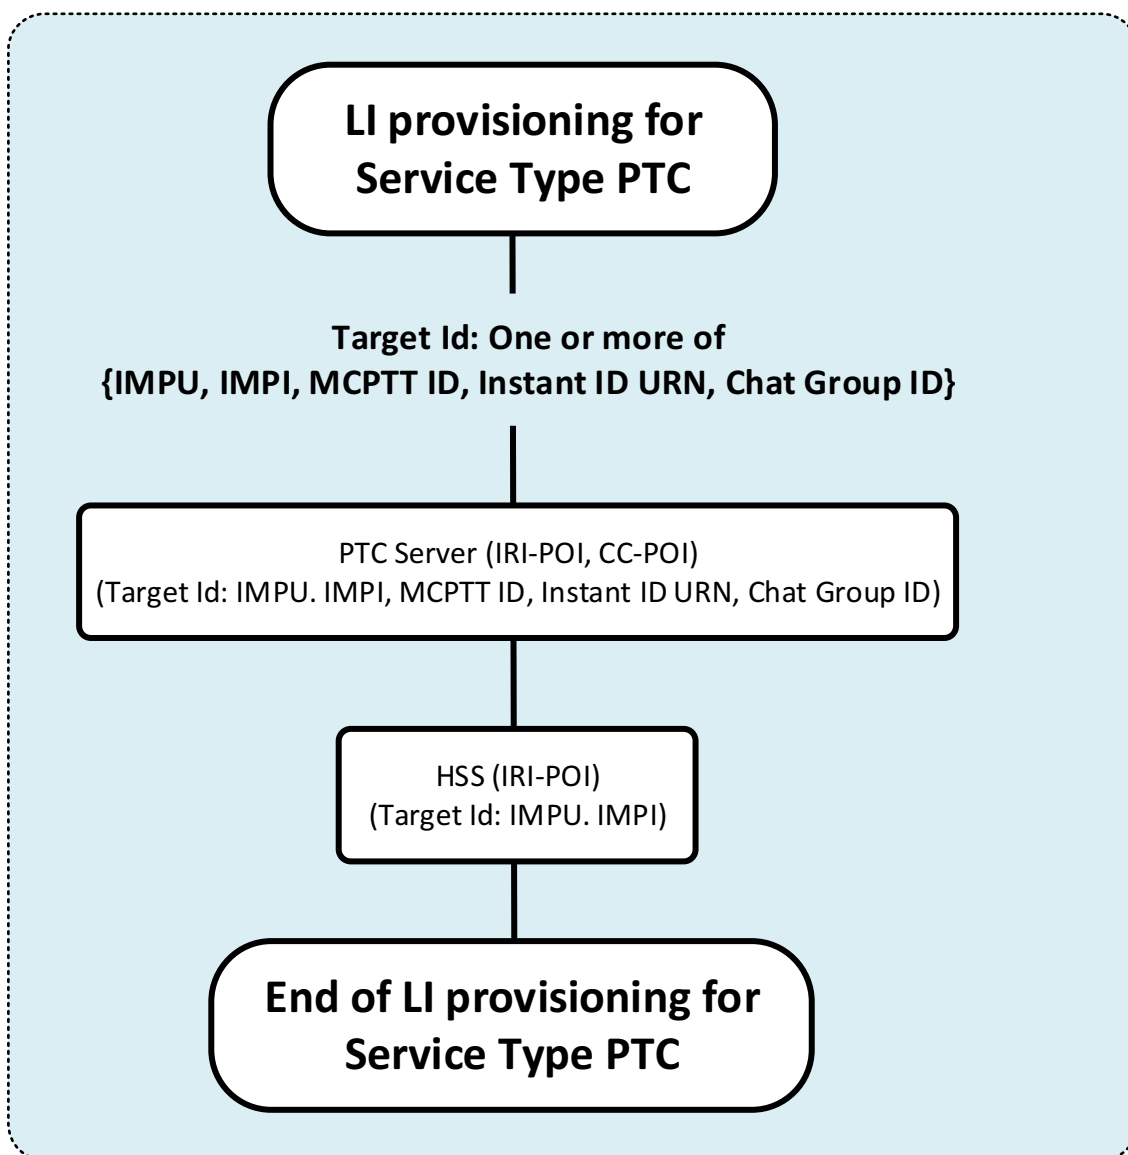 LI provisioning for
Service Type PTC
Target Id: One or more of
{IMPU, IMPI, MCPTT ID, Instant ID URN, Chat Group ID}
PTC Server (IRI-POI, CC-POI)
(Target Id: IMPU. IMPI, MCPTT ID, Instant ID URN, Chat Group ID)
HSS (IRI-POI)
(Target Id: IMPU. IMPI)
End of LI provisioning for
Service Type PTC